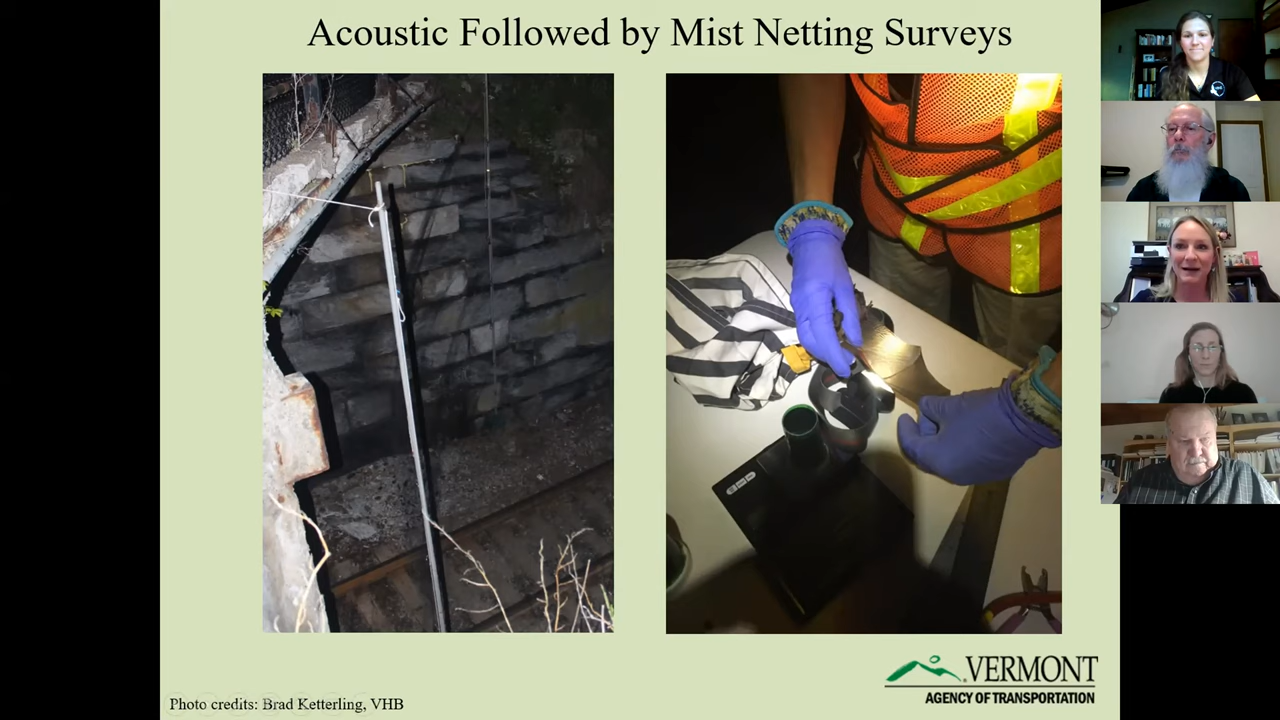 Acoustic Followed by Mist Netting Surveys
VERMONT
AGENCY OF TRANSPORTATION
Photo credits: Brad Ketterling, VHB